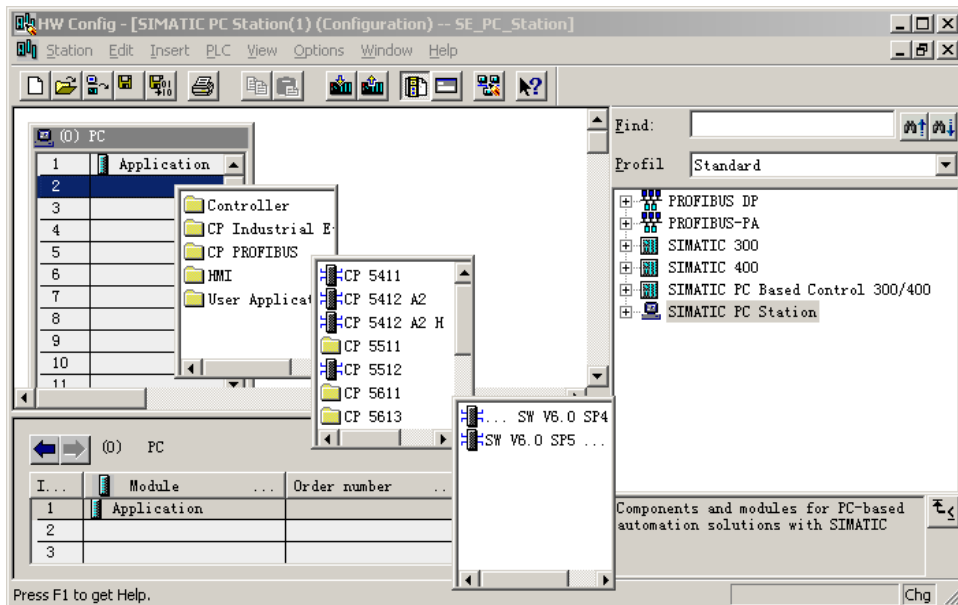 HW Config - [SIMATIC PC Station(1) (Configuration) -- SE_PC_Station]
Station Edit Insert PLC View Options Window Help
(0) PC
1 Application
2
3
4
5
6
7
8
9
10
11
Controller
CP Industrial E
CP PROFIBUS
HMI
User Applicat
CP 5411
CP 5412 A2
CP 5412 A2 H
CP 5511
CP 5512
CP 5611
CP 5613
... SW V6.0 SP4
SW V6.0 SP5 ...
Find:
Profil Standard
PROFIBUS DP
PROFIBUS-PA
SIMATIC 300
SIMATIC 400
SIMATIC PC Based Control 300/400
SIMATIC PC Station
(0) PC
I... Module ... Order number ..
1 Application
2
3
Components and modules for PC-based
automation solutions with SIMATIC
Press F1 to get Help.
Chg